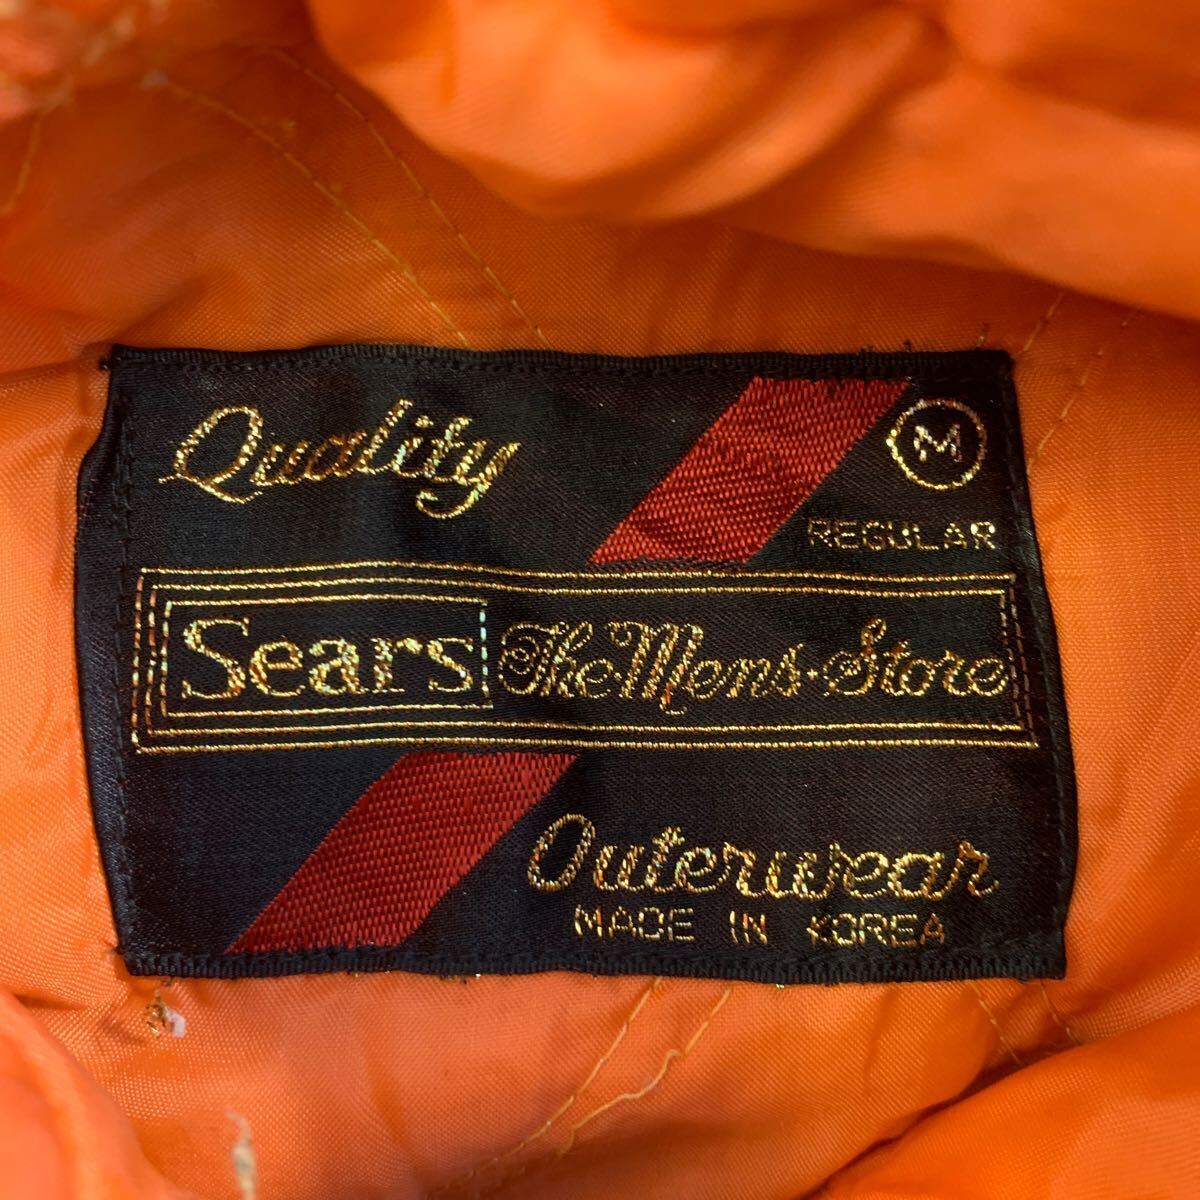 Quality
M
REGULAR
Sears The Mens-Store
Outerwear
MADE IN KOREA